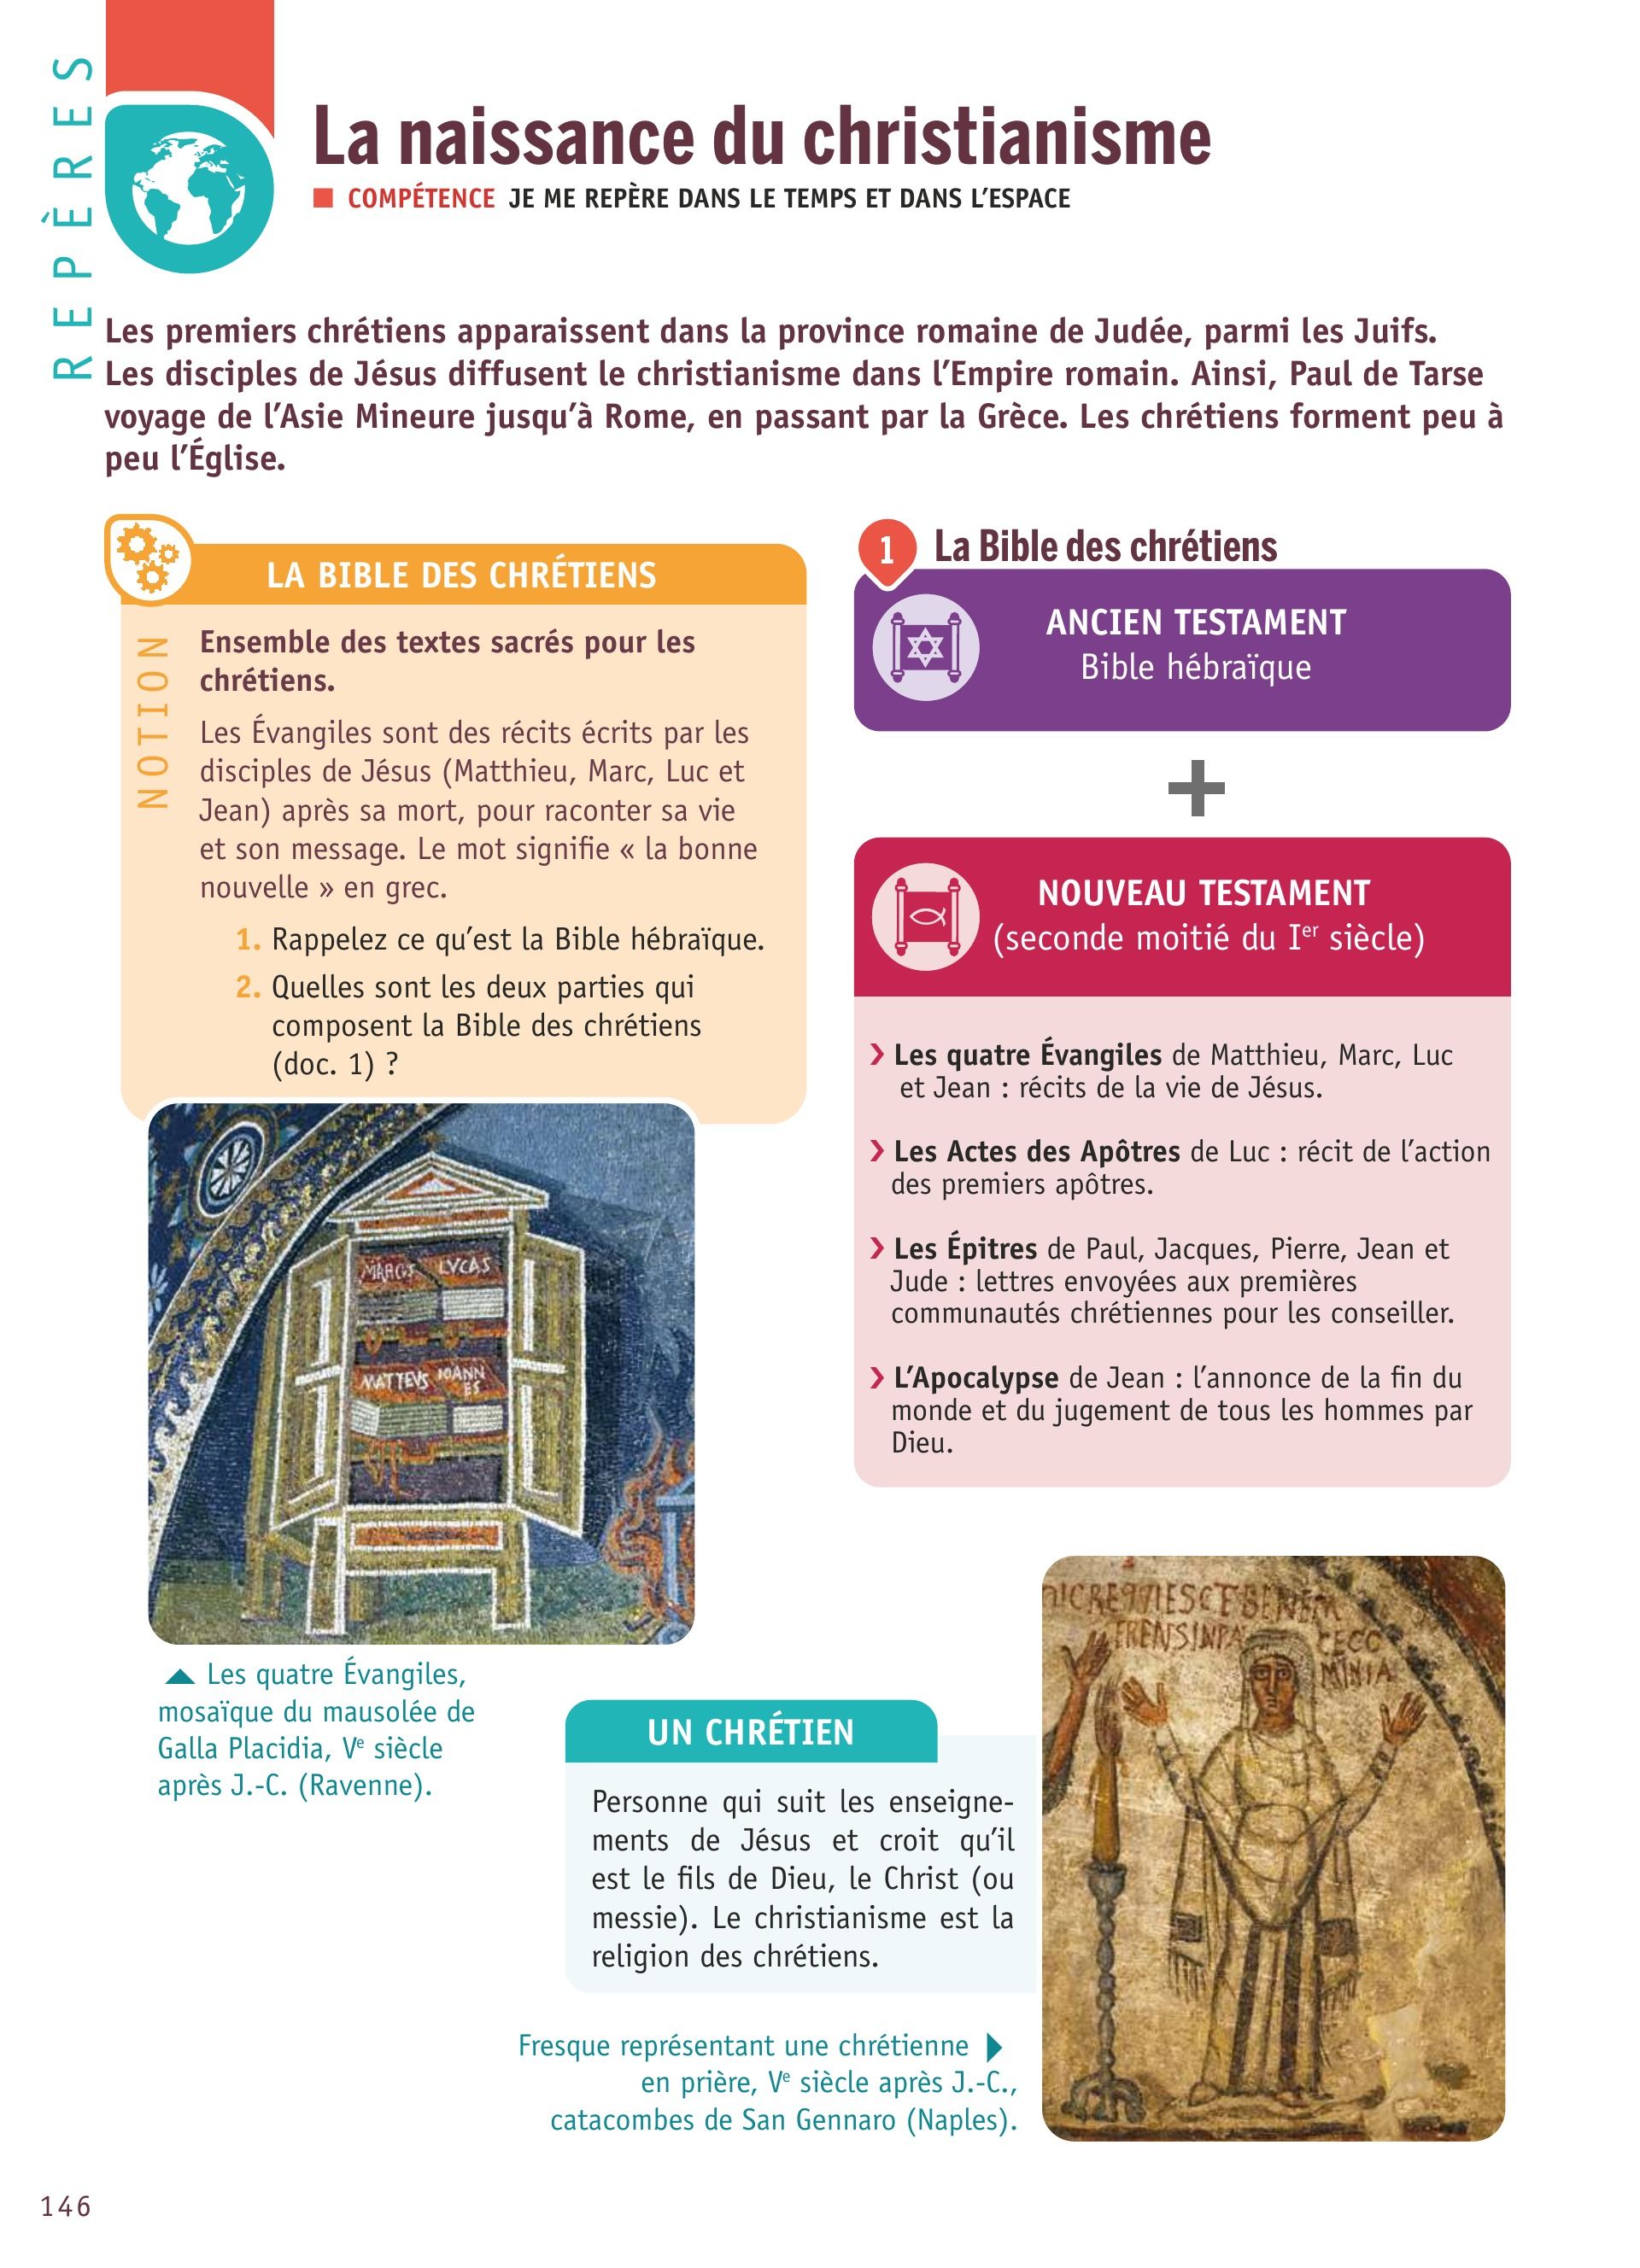 REPÈRES
La naissance du christianisme
COMPÉTENCE JE ME REPÈRE DANS LE TEMPS ET DANS L'ESPACE
Les premiers chrétiens apparaissent dans la province romaine de Judée, parmi les Juifs.
Les disciples de Jésus diffusent le christianisme dans l'Empire romain. Ainsi, Paul de Tarse
voyage de l'Asie Mineure jusqu'à Rome, en passant par la Grèce. Les chrétiens forment peu à
peu l'Église.
LA BIBLE DES CHRÉTIENS
NOTION
Ensemble des textes sacrés pour les
chrétiens.
Les Évangiles sont des récits écrits par les
disciples de Jésus (Matthieu, Marc, Luc et
Jean) après sa mort, pour raconter sa vie
et son message. Le mot signifie « la bonne
nouvelle » en grec.
1. Rappelez ce qu'est la Bible hébraïque.
2. Quelles sont les deux parties qui
composent la Bible des chrétiens
(doc. 1) ?
MARCVS LVCAS
MATTEVS IOANN
ES
Les quatre Évangiles,
mosaïque du mausolée de
Galla Placidia, Ve siècle
après J.-C. (Ravenne).
1 La Bible des chrétiens
ANCIEN TESTAMENT
Bible hébraïque
+
NOUVEAU TESTAMENT
(seconde moitié du Ier siècle)
› Les quatre Évangiles de Matthieu, Marc, Luc
et Jean : récits de la vie de Jésus.
› Les Actes des Apôtres de Luc : récit de l'action
des premiers apôtres.
› Les Épitres de Paul, Jacques, Pierre, Jean et
Jude : lettres envoyées aux premières
communautés chrétiennes pour les conseiller.
› L'Apocalypse de Jean : l'annonce de la fin du
monde et du jugement de tous les hommes par
Dieu.
UN CHRÉTIEN
Personne qui suit les enseigne-
ments de Jésus et croit qu'il
est le fils de Dieu, le Christ (ou
messie). Le christianisme est la
religion des chrétiens.
Fresque représentant une chrétienne
en prière, Ve siècle après J.-C.,
catacombes de San Gennaro (Naples).
146